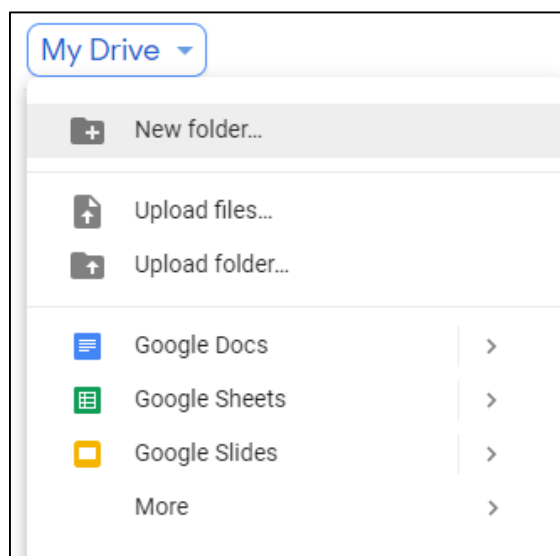 My Drive
New folder...
Upload files...
Upload folder...
Google Docs
Google Sheets
Google Slides
More